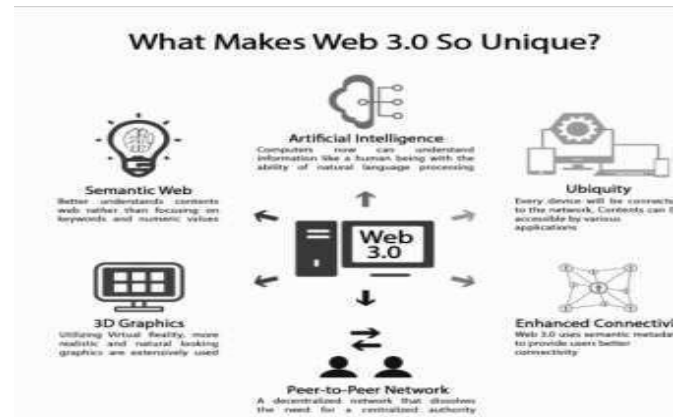 What Makes Web 3.0 So Unique?
Artificial Intelligence
Computers now can understand
information like a human being with the
ability of natural language processing
Semantic Web
Better understands contents
web rather than focusing on
keywords and numeric values
Ubiquity
Every device will be connecte
to the network, Contents can
accessible by various
applications
Web
3.0
3D Graphics
Utilizing Virtual Reality, more
realistic and natural looking
graphics are extensively used
Enhanced Connectivi
Web 3.0 uses semantic metadat
to provide users better
connectivity
Peer-to-Peer Network
A decentralized network that dissolves
the need for a centralized authority